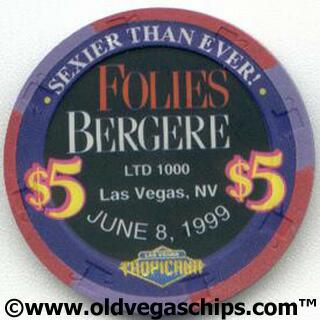 · SEXIER THAN EVER! ·
FOLIES
BERGERE
$5 $5
LTD 1000
Las Vegas, NV
JUNE 8, 1999
LAS VEGAS
TROPICANA
©www.oldvegaschips.com™